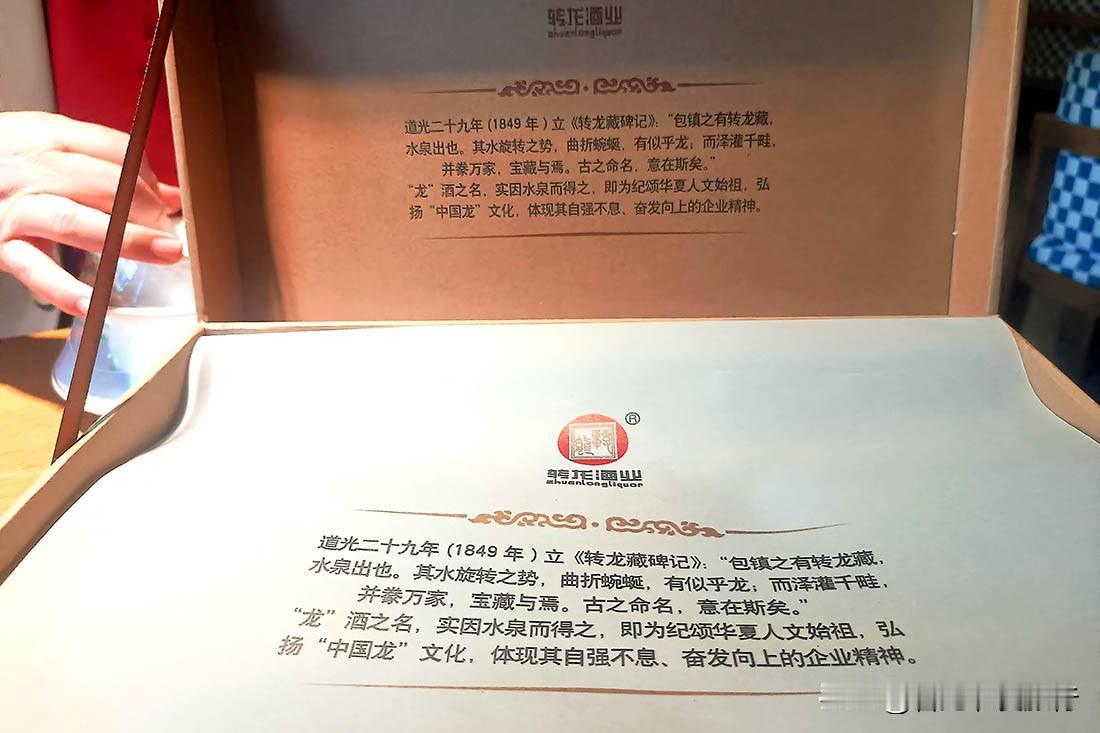 转龙酒业
zhuanlongliquor
道光二十九年(1849年)立《转龙藏碑记》：“包镇之有转龙藏，
水泉出也。其水旋转之势，曲折蜿蜒，有似乎龙；而泽灌千畦，
并豢万家，宝藏与焉。古之命名，意在斯矣。”
“龙”酒之名，实因水泉而得之，即为纪颂华夏人文始祖，弘
扬“中国龙”文化，体现其自强不息、奋发向上的企业精神。
®
转龙酒业
zhuanlongliquor
道光二十九年(1849年)立《转龙藏碑记》：“包镇之有转龙藏，
水泉出也。其水旋转之势，曲折蜿蜒，有似乎龙；而泽灌千畦，
并豢万家，宝藏与焉。古之命名，意在斯矣。”
“龙”酒之名，实因水泉而得之，即为纪颂华夏人文始祖，弘
扬“中国龙”文化，体现其自强不息、奋发向上的企业精神。